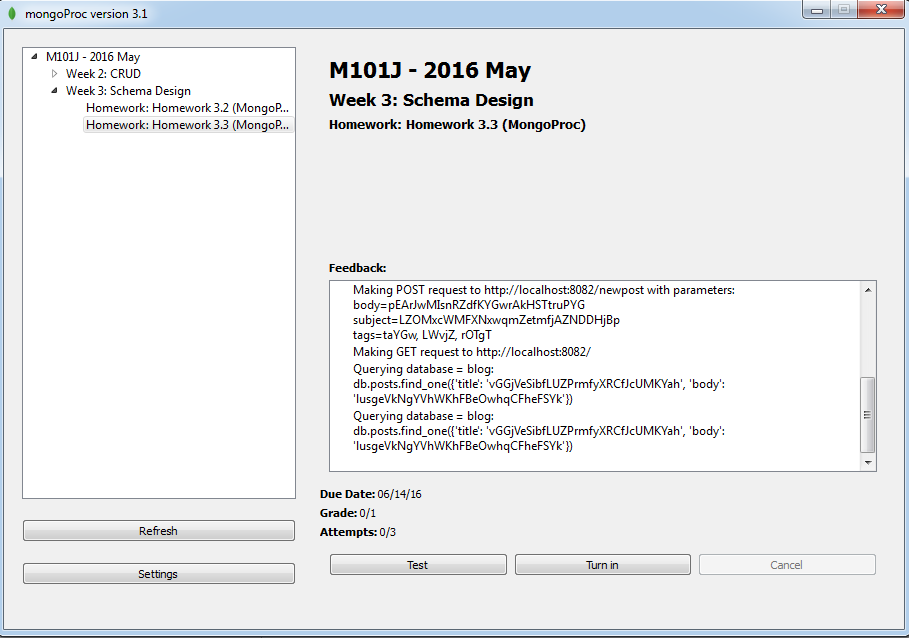 mongoProc version 3.1
M101J - 2016 May
Week 2: CRUD
Week 3: Schema Design
Homework: Homework 3.2 (MongoP...
Homework: Homework 3.3 (MongoP...
Refresh
Settings
M101J - 2016 May
Week 3: Schema Design
Homework: Homework 3.3 (MongoProc)
Feedback:
Making POST request to http://localhost:8082/newpost with parameters:
body=pEArJwMIsnRZdfKYGwrAkHSTtruPYG
subject=LZOMxcWMFXNxwqmZetmfjAZNDDHjBp
tags=taYGw, LWvjZ, rOTgT
Making GET request to http://localhost:8082/
Querying database = blog:
db.posts.find_one({'title': 'vGGjVeSibfLUZPrmfyXRCfJcUMKYah', 'body':
'IusgeVkNgYVhWKhFBeOwhqCFheFSYk'})
Querying database = blog:
db.posts.find_one({'title': 'vGGjVeSibfLUZPrmfyXRCfJcUMKYah', 'body':
'IusgeVkNgYVhWKhFBeOwhqCFheFSYk'})
Due Date: 06/14/16
Grade: 0/1
Attempts: 0/3
Test
Turn in
Cancel